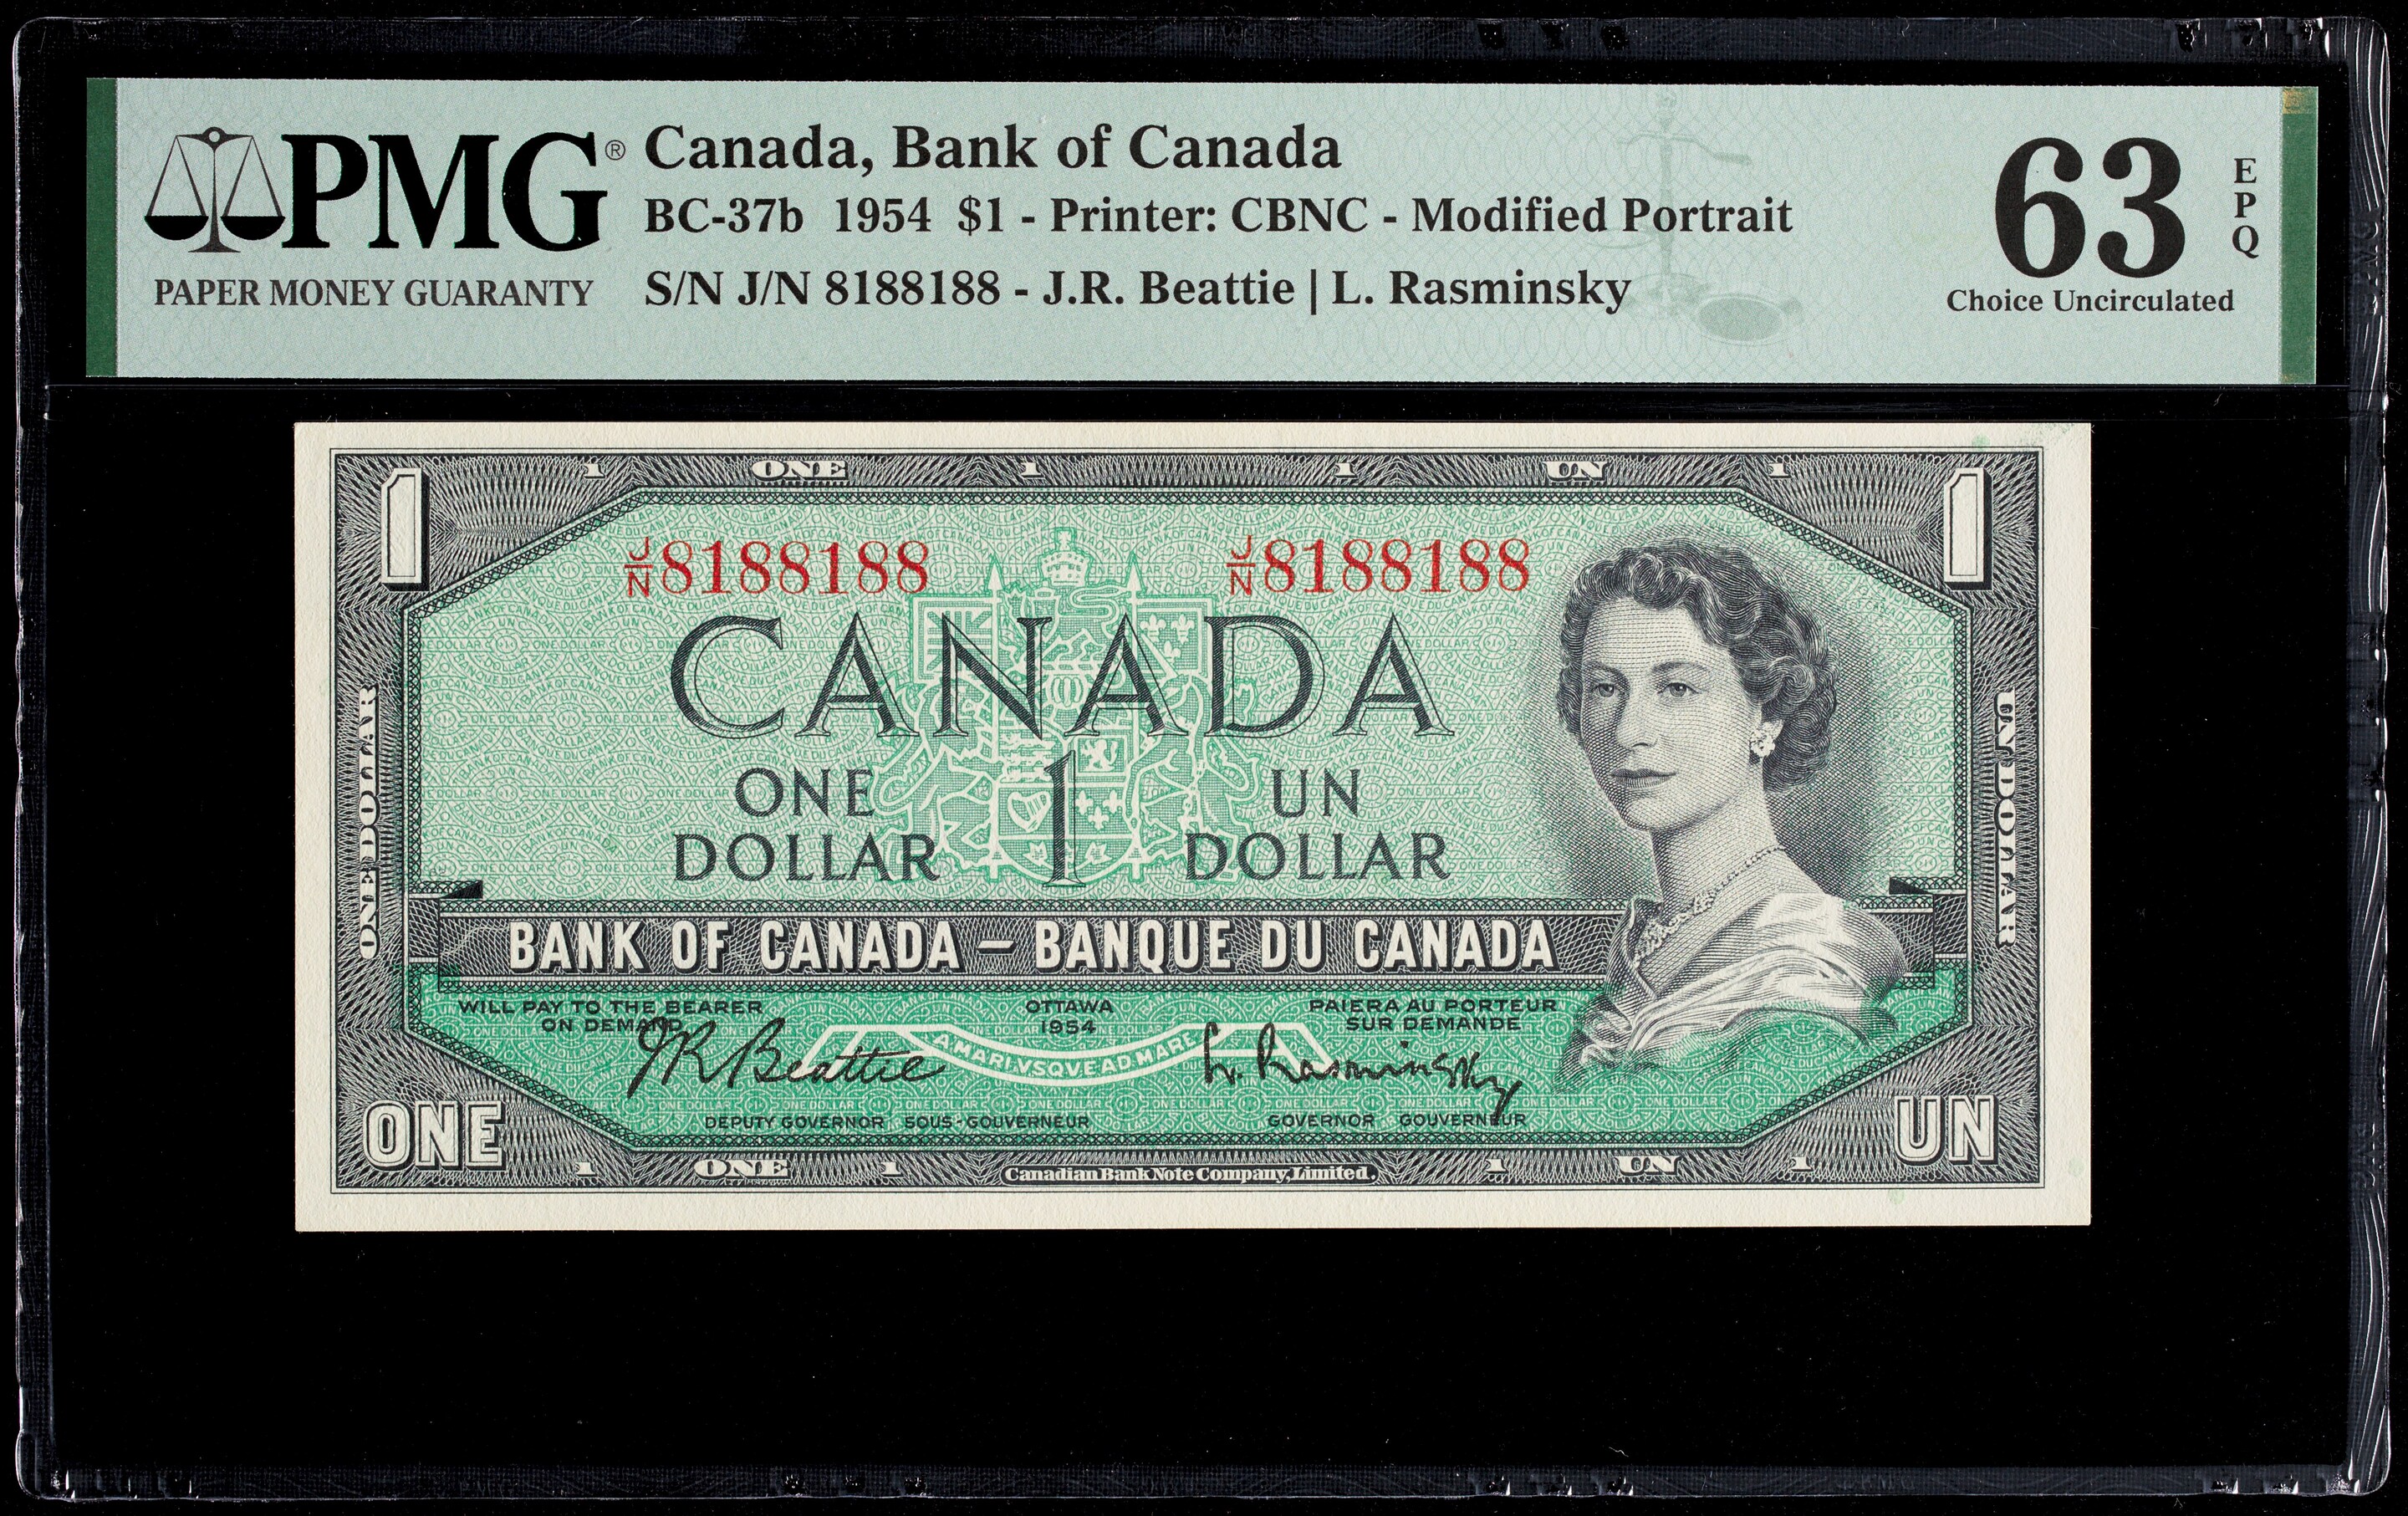 PMG®
PAPER MONEY GUARANTY
Canada, Bank of Canada
BC-37b 1954 $1 - Printer: CBNC - Modified Portrait
S/N J/N 8188188 - J.R. Beattie | L. Rasminsky
63
EPQ
Choice Uncirculated
1 1 ONE 1 1 UN 1 1
J/N 8188188 J/N 8188188
CANADA
ONE 1 UN
DOLLAR DOLLAR
ONE DOLLAR
UN DOLLAR
BANK OF CANADA – BANQUE DU CANADA
WILL PAY TO THE BEARER OTTAWA PAIERA AU PORTEUR
ON DEMAND 1954 SUR DEMANDE
A·MARI·VSQVE·AD·MARE
JR Beattie L. Rasminsky
DEPUTY GOVERNOR SOUS-GOUVERNEUR GOVERNOR GOUVERNEUR
ONE UN
1 ONE 1 Canadian Bank Note Company, Limited. 1 UN 1